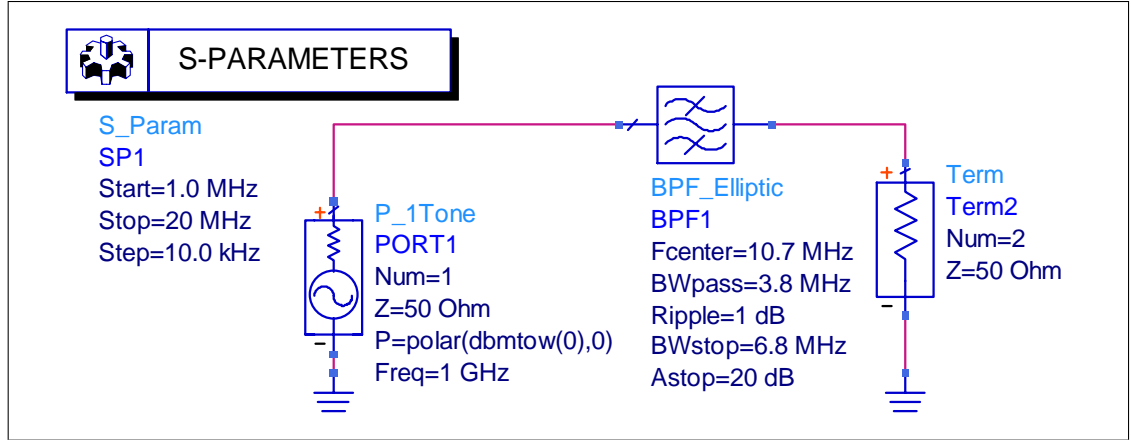 S-PARAMETERS
S_Param
SP1
Start=1.0 MHz
Stop=20 MHz
Step=10.0 kHz
+
P_1Tone
PORT1
Num=1
Z=50 Ohm
P=polar(dbmtow(0),0)
Freq=1 GHz
-
BPF_Elliptic
BPF1
Fcenter=10.7 MHz
BWpass=3.8 MHz
Ripple=1 dB
BWstop=6.8 MHz
Astop=20 dB
+
Term
Term2
Num=2
Z=50 Ohm
-